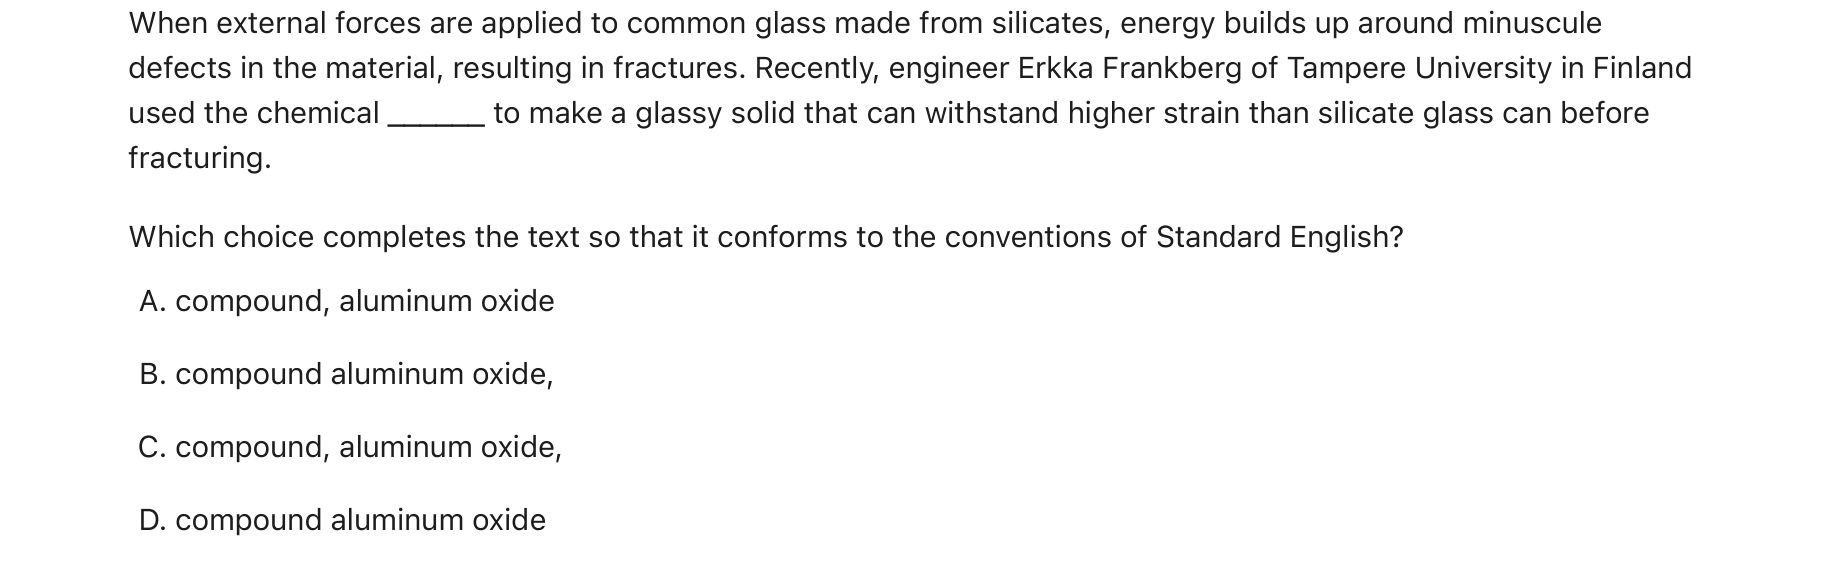 When external forces are applied to common glass made from silicates, energy builds up around minuscule
defects in the material, resulting in fractures. Recently, engineer Erkka Frankberg of Tampere University in Finland
used the chemical ______ to make a glassy solid that can withstand higher strain than silicate glass can before
fracturing.
Which choice completes the text so that it conforms to the conventions of Standard English?
A. compound, aluminum oxide
B. compound aluminum oxide,
C. compound, aluminum oxide,
D. compound aluminum oxide